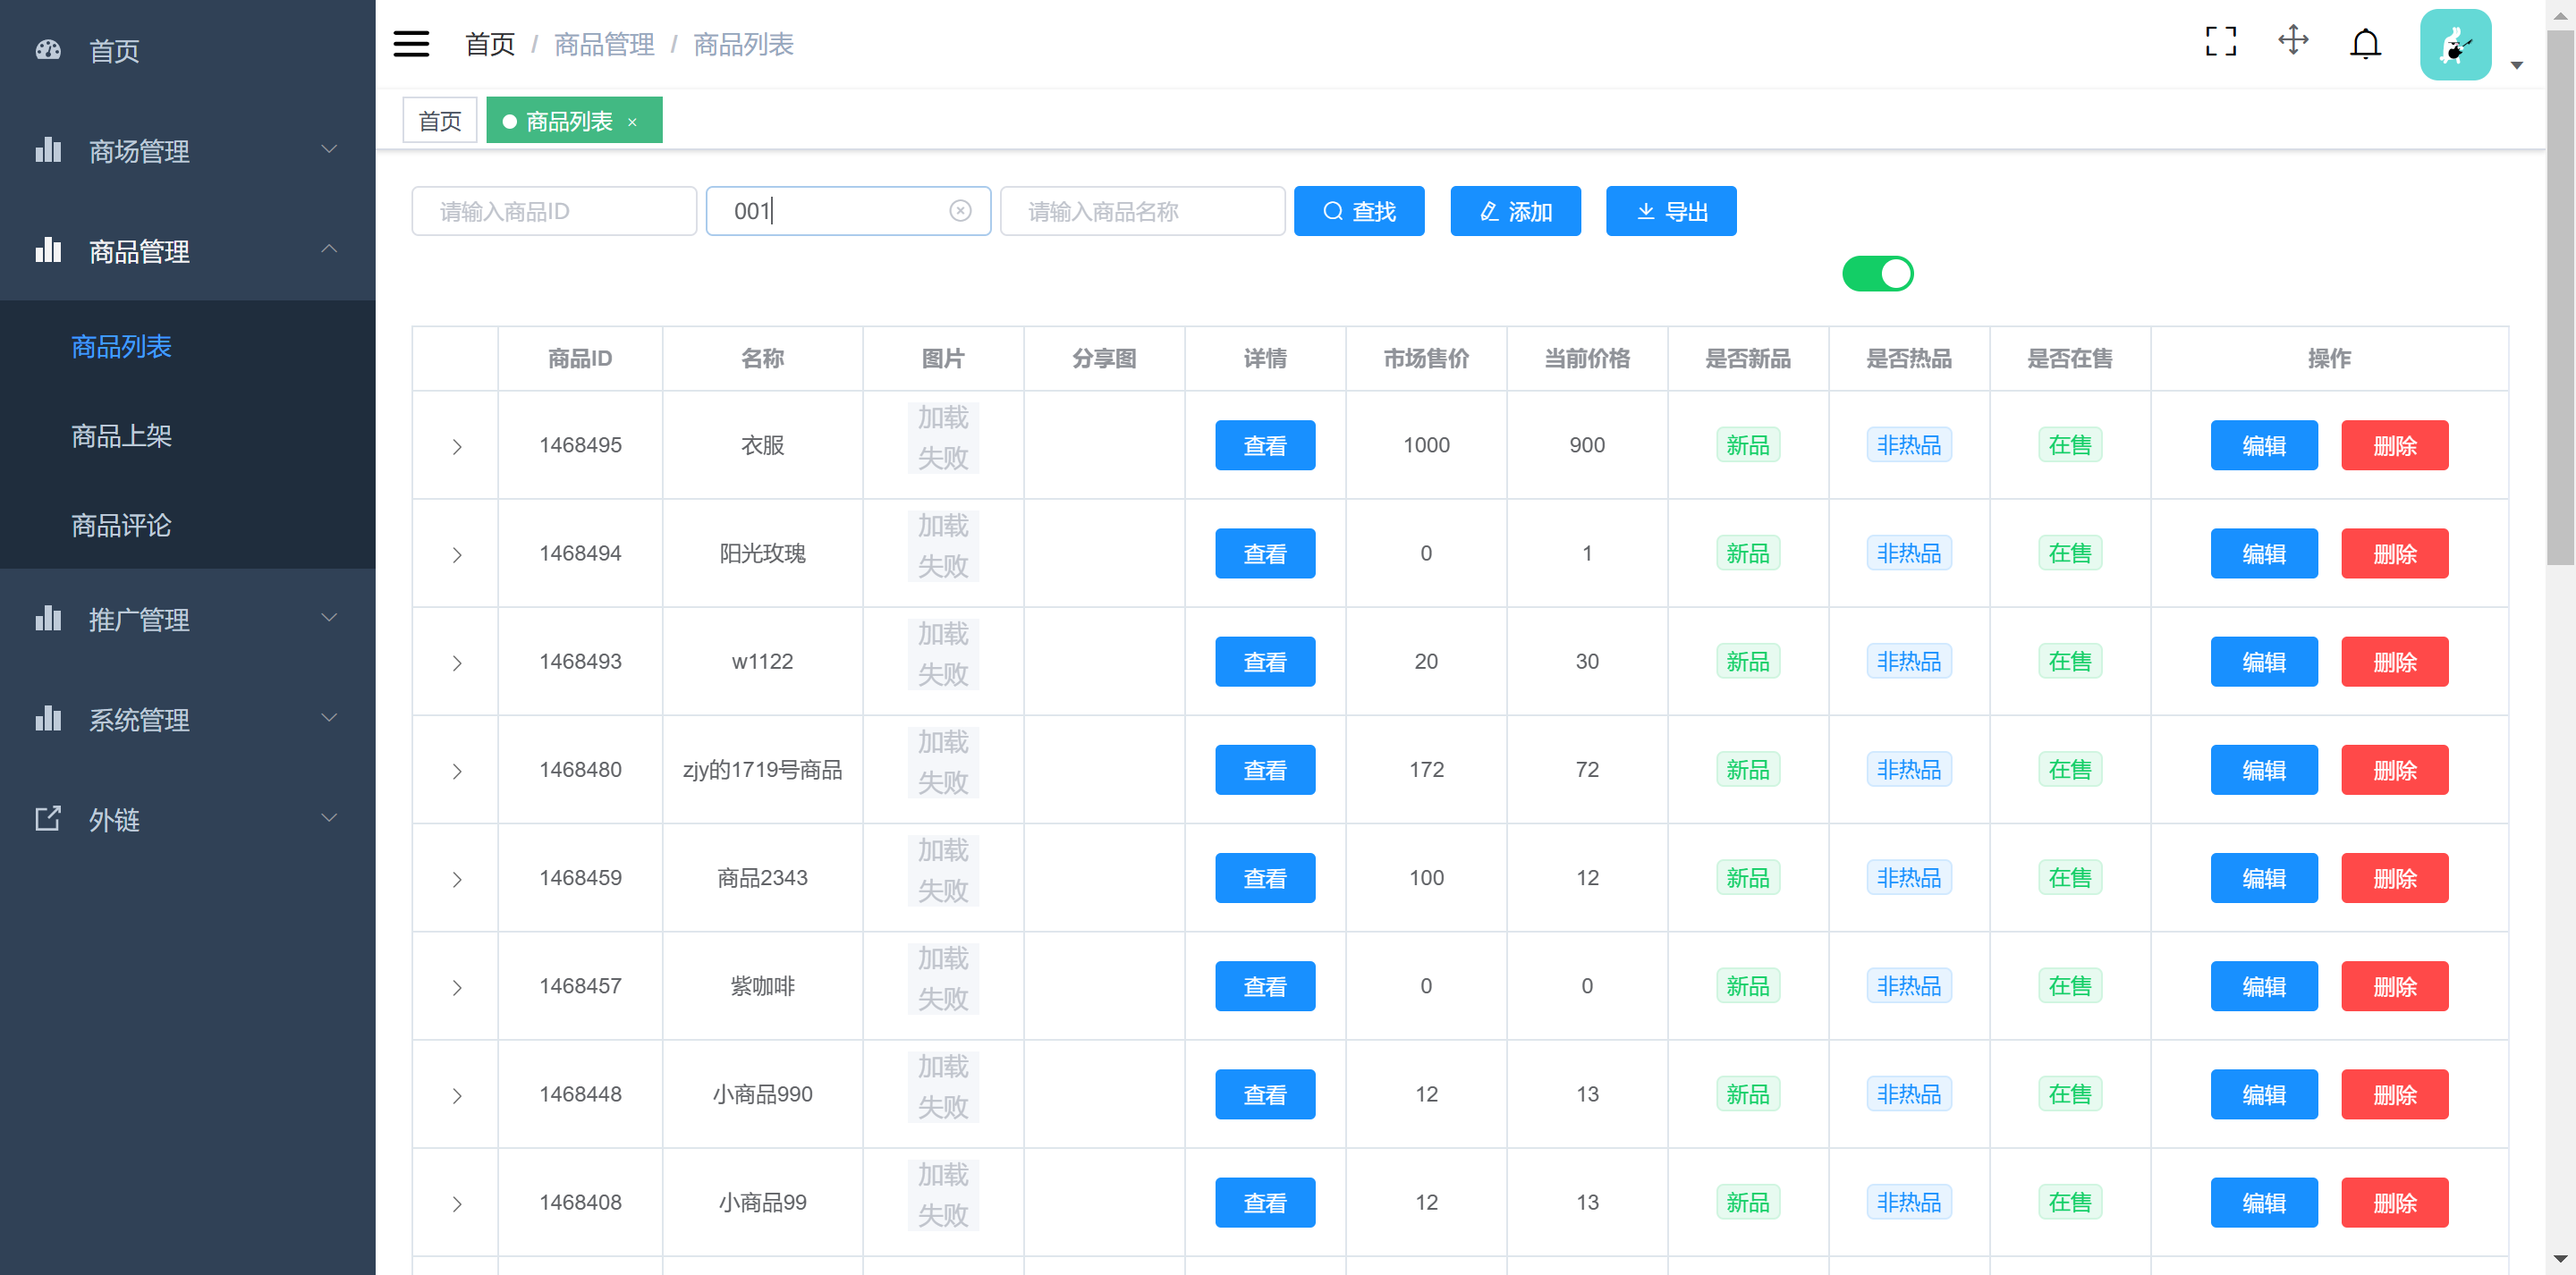 首页
商场管理
商品管理
商品列表
商品上架
商品评论
推广管理
系统管理
外链
首页 / 商品管理 / 商品列表
首页 商品列表 ×
请输入商品ID 001 请输入商品名称 查找 添加 导出
商品ID 名称 图片 分享图 详情 市场售价 当前价格 是否新品 是否热品 是否在售 操作
1468495 衣服 加载失败 查看 1000 900 新品 非热品 在售 编辑 删除
1468494 阳光玫瑰 加载失败 查看 0 1 新品 非热品 在售 编辑 删除
1468493 w1122 加载失败 查看 20 30 新品 非热品 在售 编辑 删除
1468480 zjy的1719号商品 加载失败 查看 172 72 新品 非热品 在售 编辑 删除
1468459 商品2343 加载失败 查看 100 12 新品 非热品 在售 编辑 删除
1468457 紫咖啡 加载失败 查看 0 0 新品 非热品 在售 编辑 删除
1468448 小商品990 加载失败 查看 12 13 新品 非热品 在售 编辑 删除
1468408 小商品99 加载失败 查看 12 13 新品 非热品 在售 编辑 删除